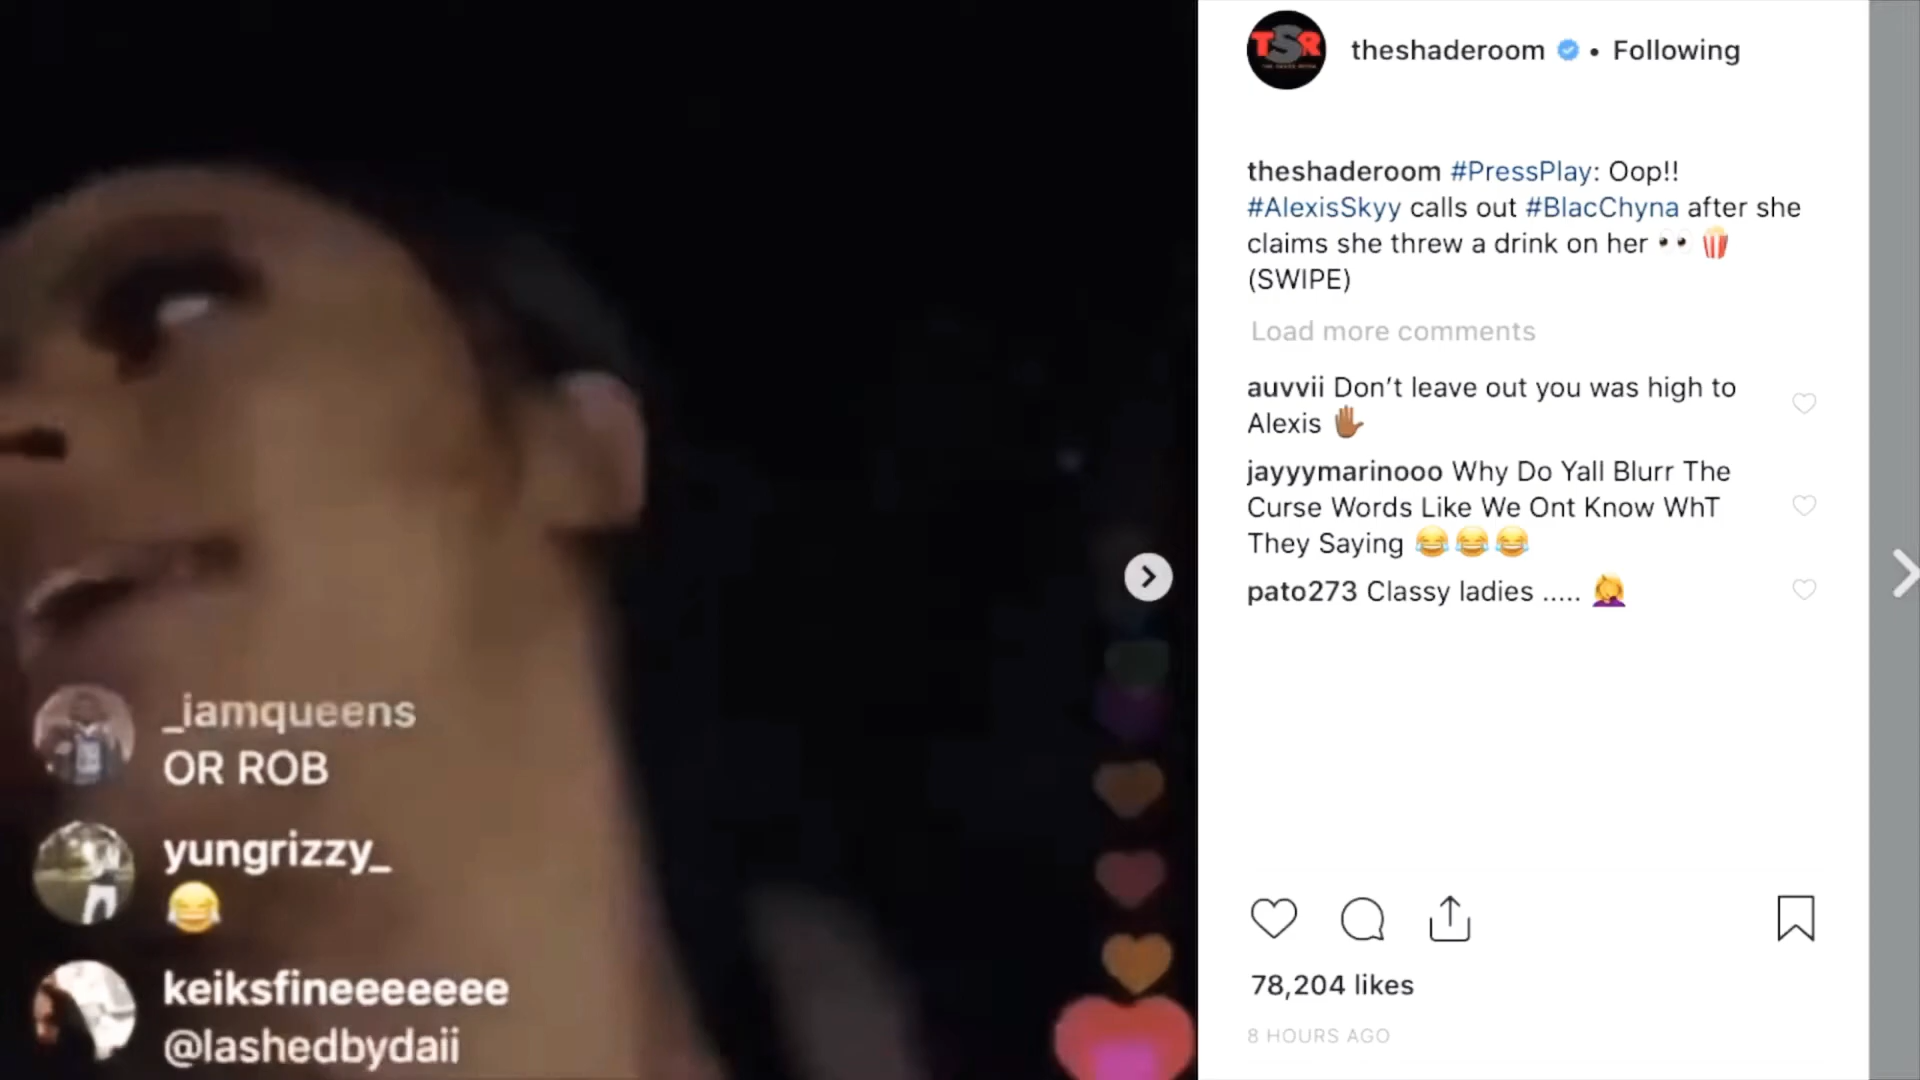 TSR
theshaderoom • Following
theshaderoom #PressPlay: Oop!!
#AlexisSkyy calls out #BlacChyna after she
claims she threw a drink on her 👀 🍿
(SWIPE)
Load more comments
auvvii Don’t leave out you was high to
Alexis 🤚🏾
jayyymarinooo Why Do Yall Blurr The
Curse Words Like We Ont Know WhT
They Saying 😂😂😂
pato273 Classy ladies ..... 🤦‍♀️
_iamqueens
OR ROB
yungrizzy_
😂
keiksfineeeeeee
@lashedbydaii
78,204 likes
8 HOURS AGO